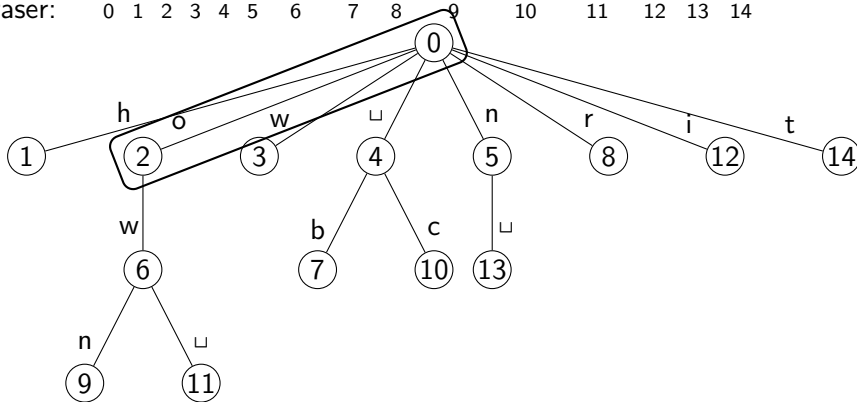 aser: 0 1 2 3 4 5 6 7 8 9 10 11 12 13 14
0
h o w ␣ n r i t
1 2 3 4 5 8 12 14
w b c ␣
6 7 10 13
n ␣
9 11